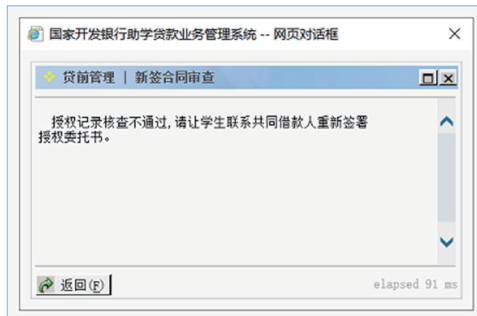 国家开发银行助学贷款业务管理系统 -- 网页对话框
贷前管理 | 新签合同审查
授权记录核查不通过,请让学生联系共同借款人重新签署
授权委托书。
返回(F)
elapsed 91 ms